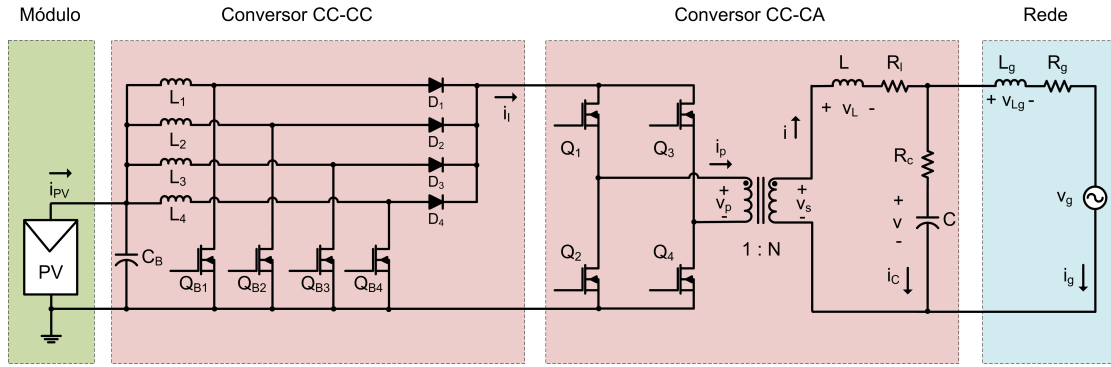 Módulo
Conversor CC-CC
Conversor CC-CA
Rede
L1
L2
L3
L4
D1
D2
D3
D4
iI
iPV
PV
CB
QB1
QB2
QB3
QB4
Q1
Q3
Q2
Q4
ip
+
vp
-
+
vs
-
1 : N
i
L
Rl
+ vL -
Rc
+
v
-
C
iC
Lg
Rg
+ vLg -
vg
ig